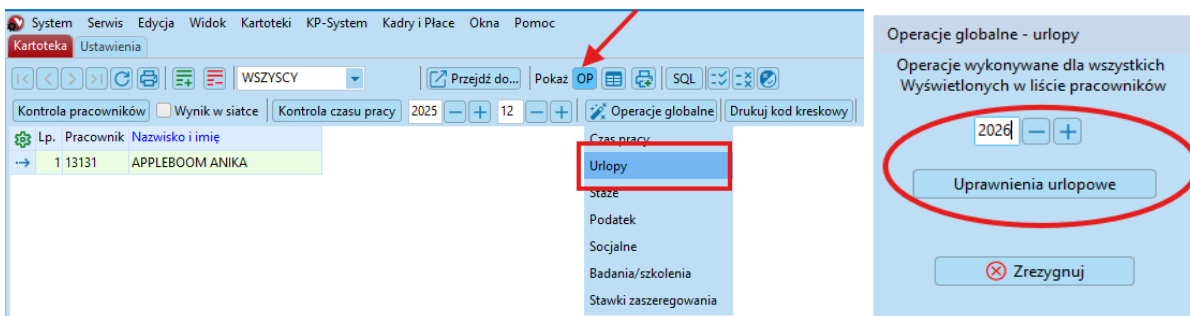 System Serwis Edycja Widok Kartoteki KP-System Kadry i Płace Okna Pomoc
Kartoteka Ustawienia
WSZYSCY Przejdź do... Pokaż OP SQL
Kontrola pracowników Wynik w siatce Kontrola czasu pracy 2025 12 Operacje globalne Drukuj kod kreskowy
Lp. Pracownik Nazwisko i imię
1 13131 APPLEBOOM ANIKA
Czas pracy
Urlopy
Staże
Podatek
Socjalne
Badania/szkolenia
Stawki zaszeregowania
Operacje globalne - urlopy
Operacje wykonywane dla wszystkich
Wyświetlonych w liście pracowników
2026
Uprawnienia urlopowe
Zrezygnuj